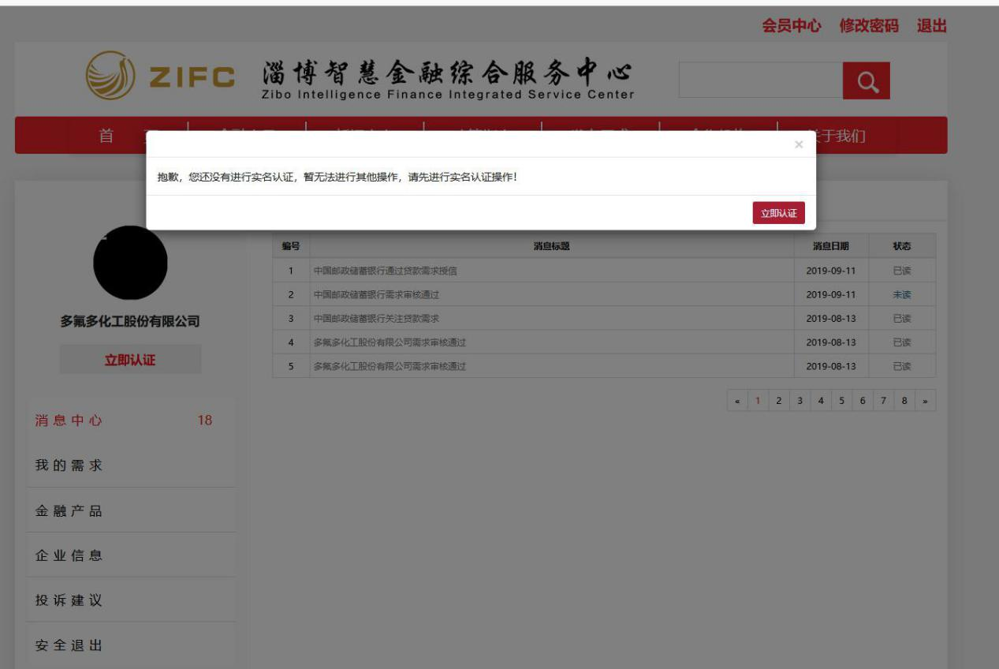 会员中心 修改密码 退出
ZIFC 淄博智慧金融综合服务中心
Zibo Intelligence Finance Integrated Service Center
首 关于我们
×
抱歉，您还没有进行实名认证，暂无法进行其他操作，请先进行实名认证操作！
立即认证
编号 消息标题 消息日期 状态
1 中国邮政储蓄银行通过贷款需求授信 2019-09-11 已读
2 中国邮政储蓄银行需求审核通过 2019-09-11 未读
3 中国邮政储蓄银行关注贷款需求 2019-08-13 已读
4 多氟多化工股份有限公司需求审核通过 2019-08-13 已读
5 多氟多化工股份有限公司需求审核通过 2019-08-13 已读
« 1 2 3 4 5 6 7 8 »
多氟多化工股份有限公司
立即认证
消息中心 18
我的需求
金融产品
企业信息
投诉建议
安全退出